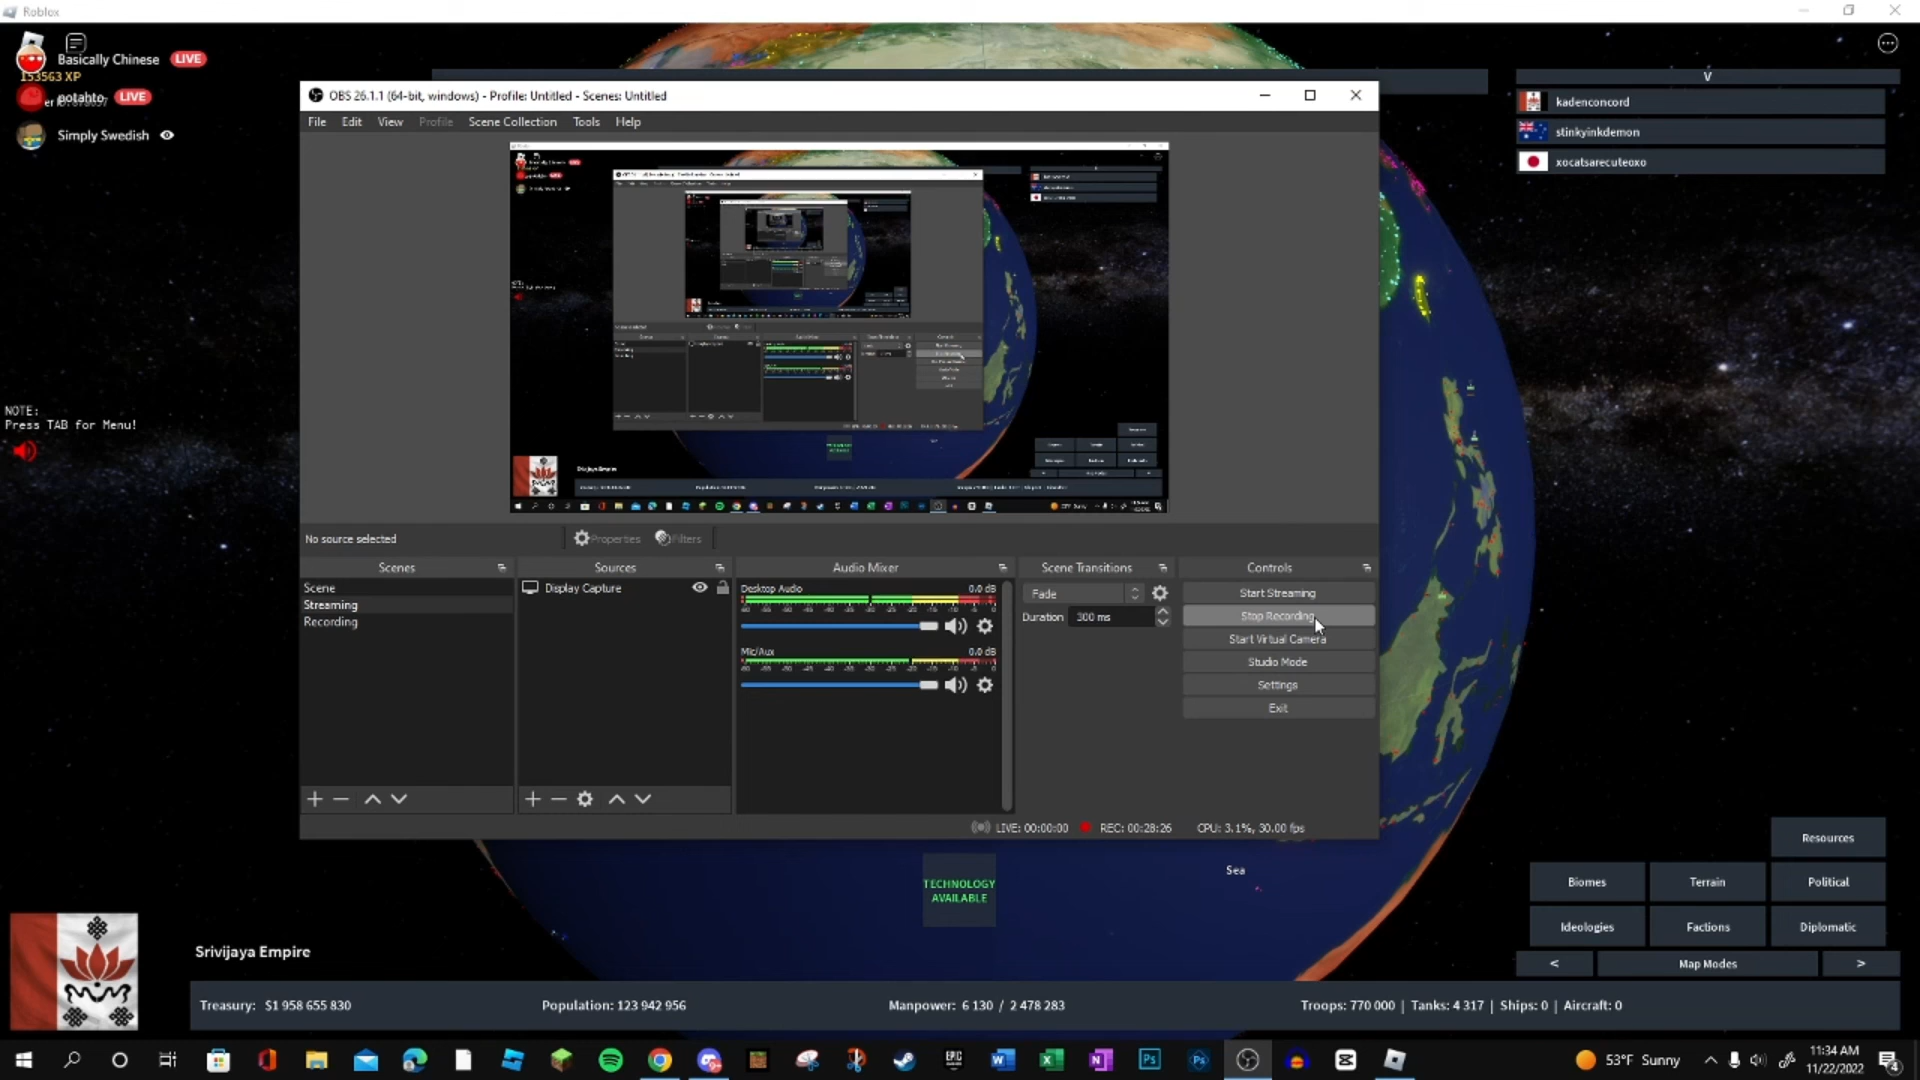 Roblox
Basically Chinese LIVE
153563 XP
potahto LIVE
Simply Swedish
V
kadenconcord
stinkyinkdemon
xocatsarecuteoxo
NOTE:
Press TAB for Menu!
OBS 26.1.1 (64-bit, windows) - Profile: Untitled - Scenes: Untitled
File Edit View Profile Scene Collection Tools Help
No source selected
Properties
Filters
Scenes
Scene
Streaming
Recording
Sources
Display Capture
Audio Mixer
Desktop Audio 0.0 dB
Mic/Aux 0.0 dB
Scene Transitions
Fade
Duration 300 ms
Controls
Start Streaming
Stop Recording
Start Virtual Camera
Studio Mode
Settings
Exit
LIVE: 00:00:00 REC: 00:28:26 CPU: 3.1%, 30.00 fps
Sea
TECHNOLOGY
AVAILABLE
Resources
Biomes Terrain Political
Ideologies Factions Diplomatic
< Map Modes >
Srivijaya Empire
Treasury: $1 958 655 830 Population: 123 942 956 Manpower: 6 130 / 2 478 283 Troops: 770 000 | Tanks: 4 317 | Ships: 0 | Aircraft: 0
53°F Sunny
11:34 AM
11/22/2022